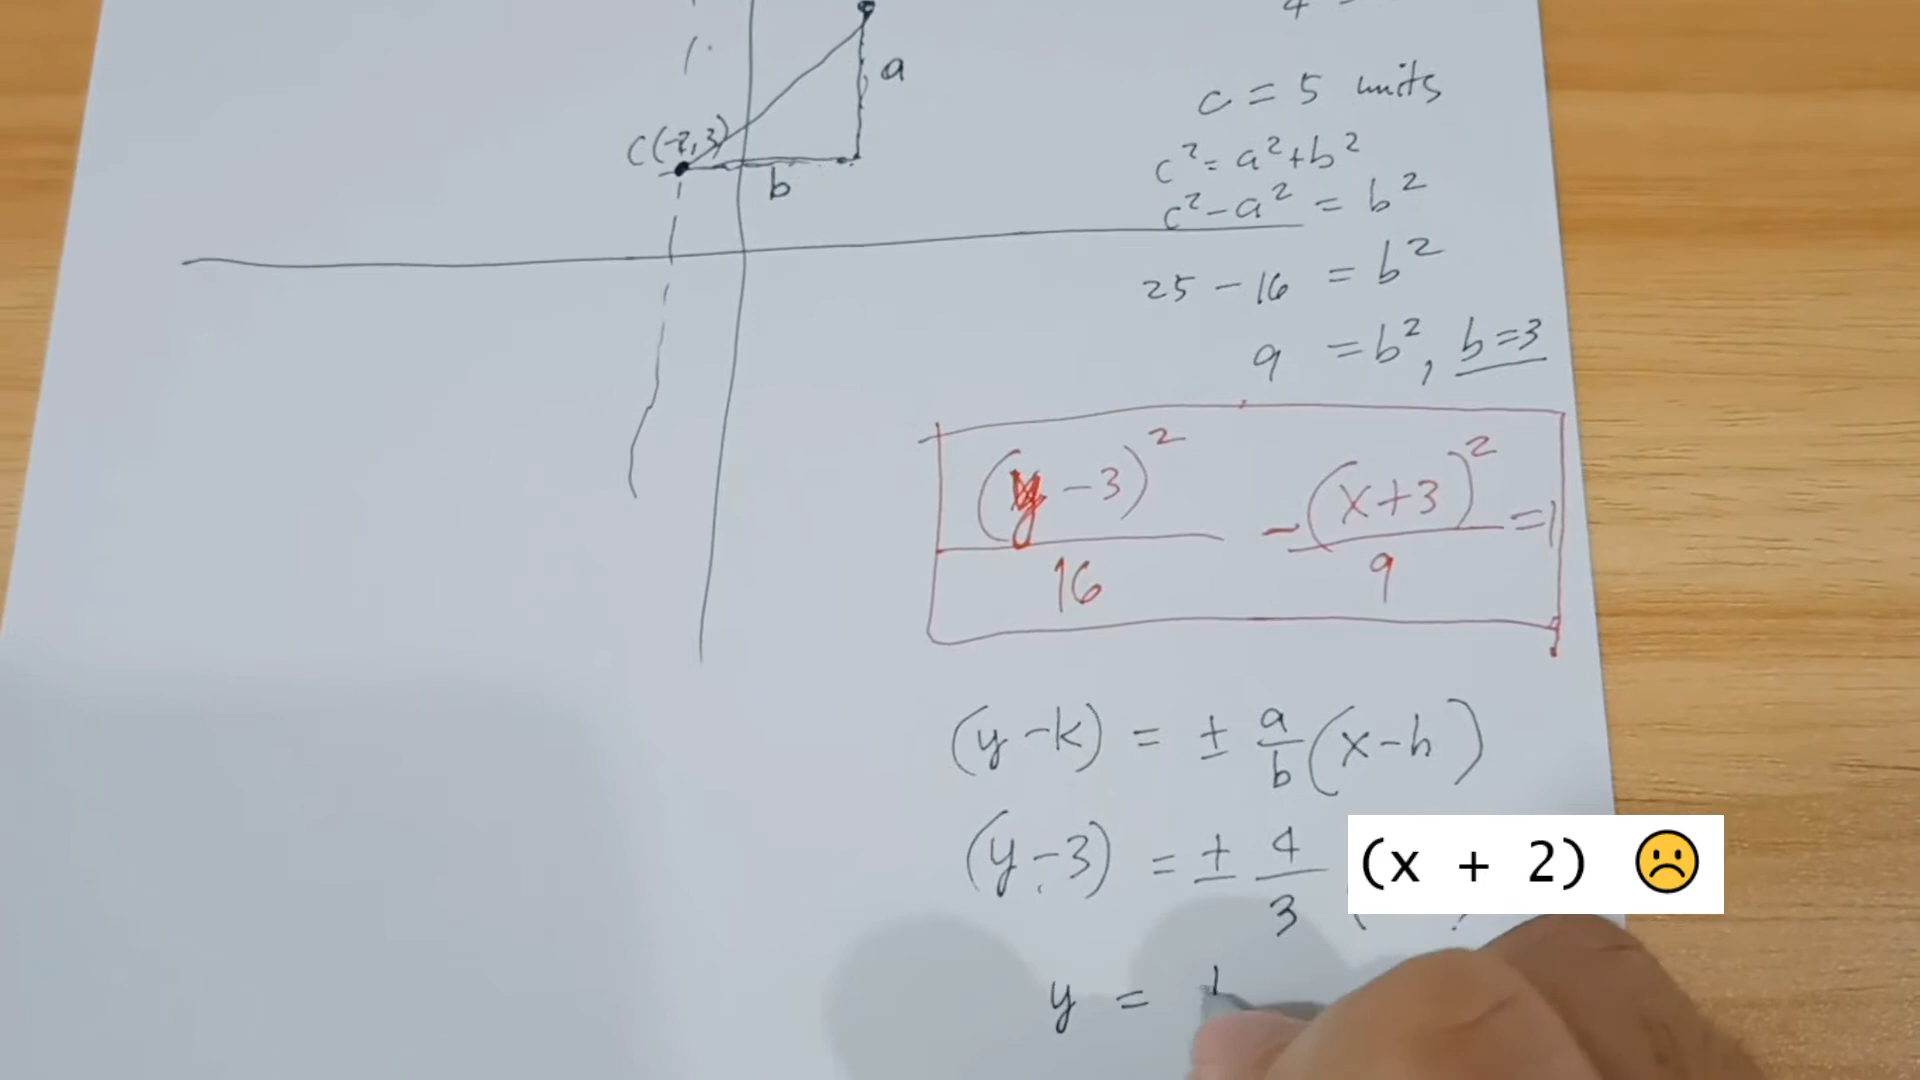 a
C(-2,3)
b
4
c = 5 units
c² = a² + b²
c² - a² = b²
25 - 16 = b²
9 = b², b = 3
(y - 3)² / 16 - (x + 3)² / 9 = 1
(y - k) = ± a/b (x - h)
(y - 3) = ± 4/3 (x + 2) ☹️
y =